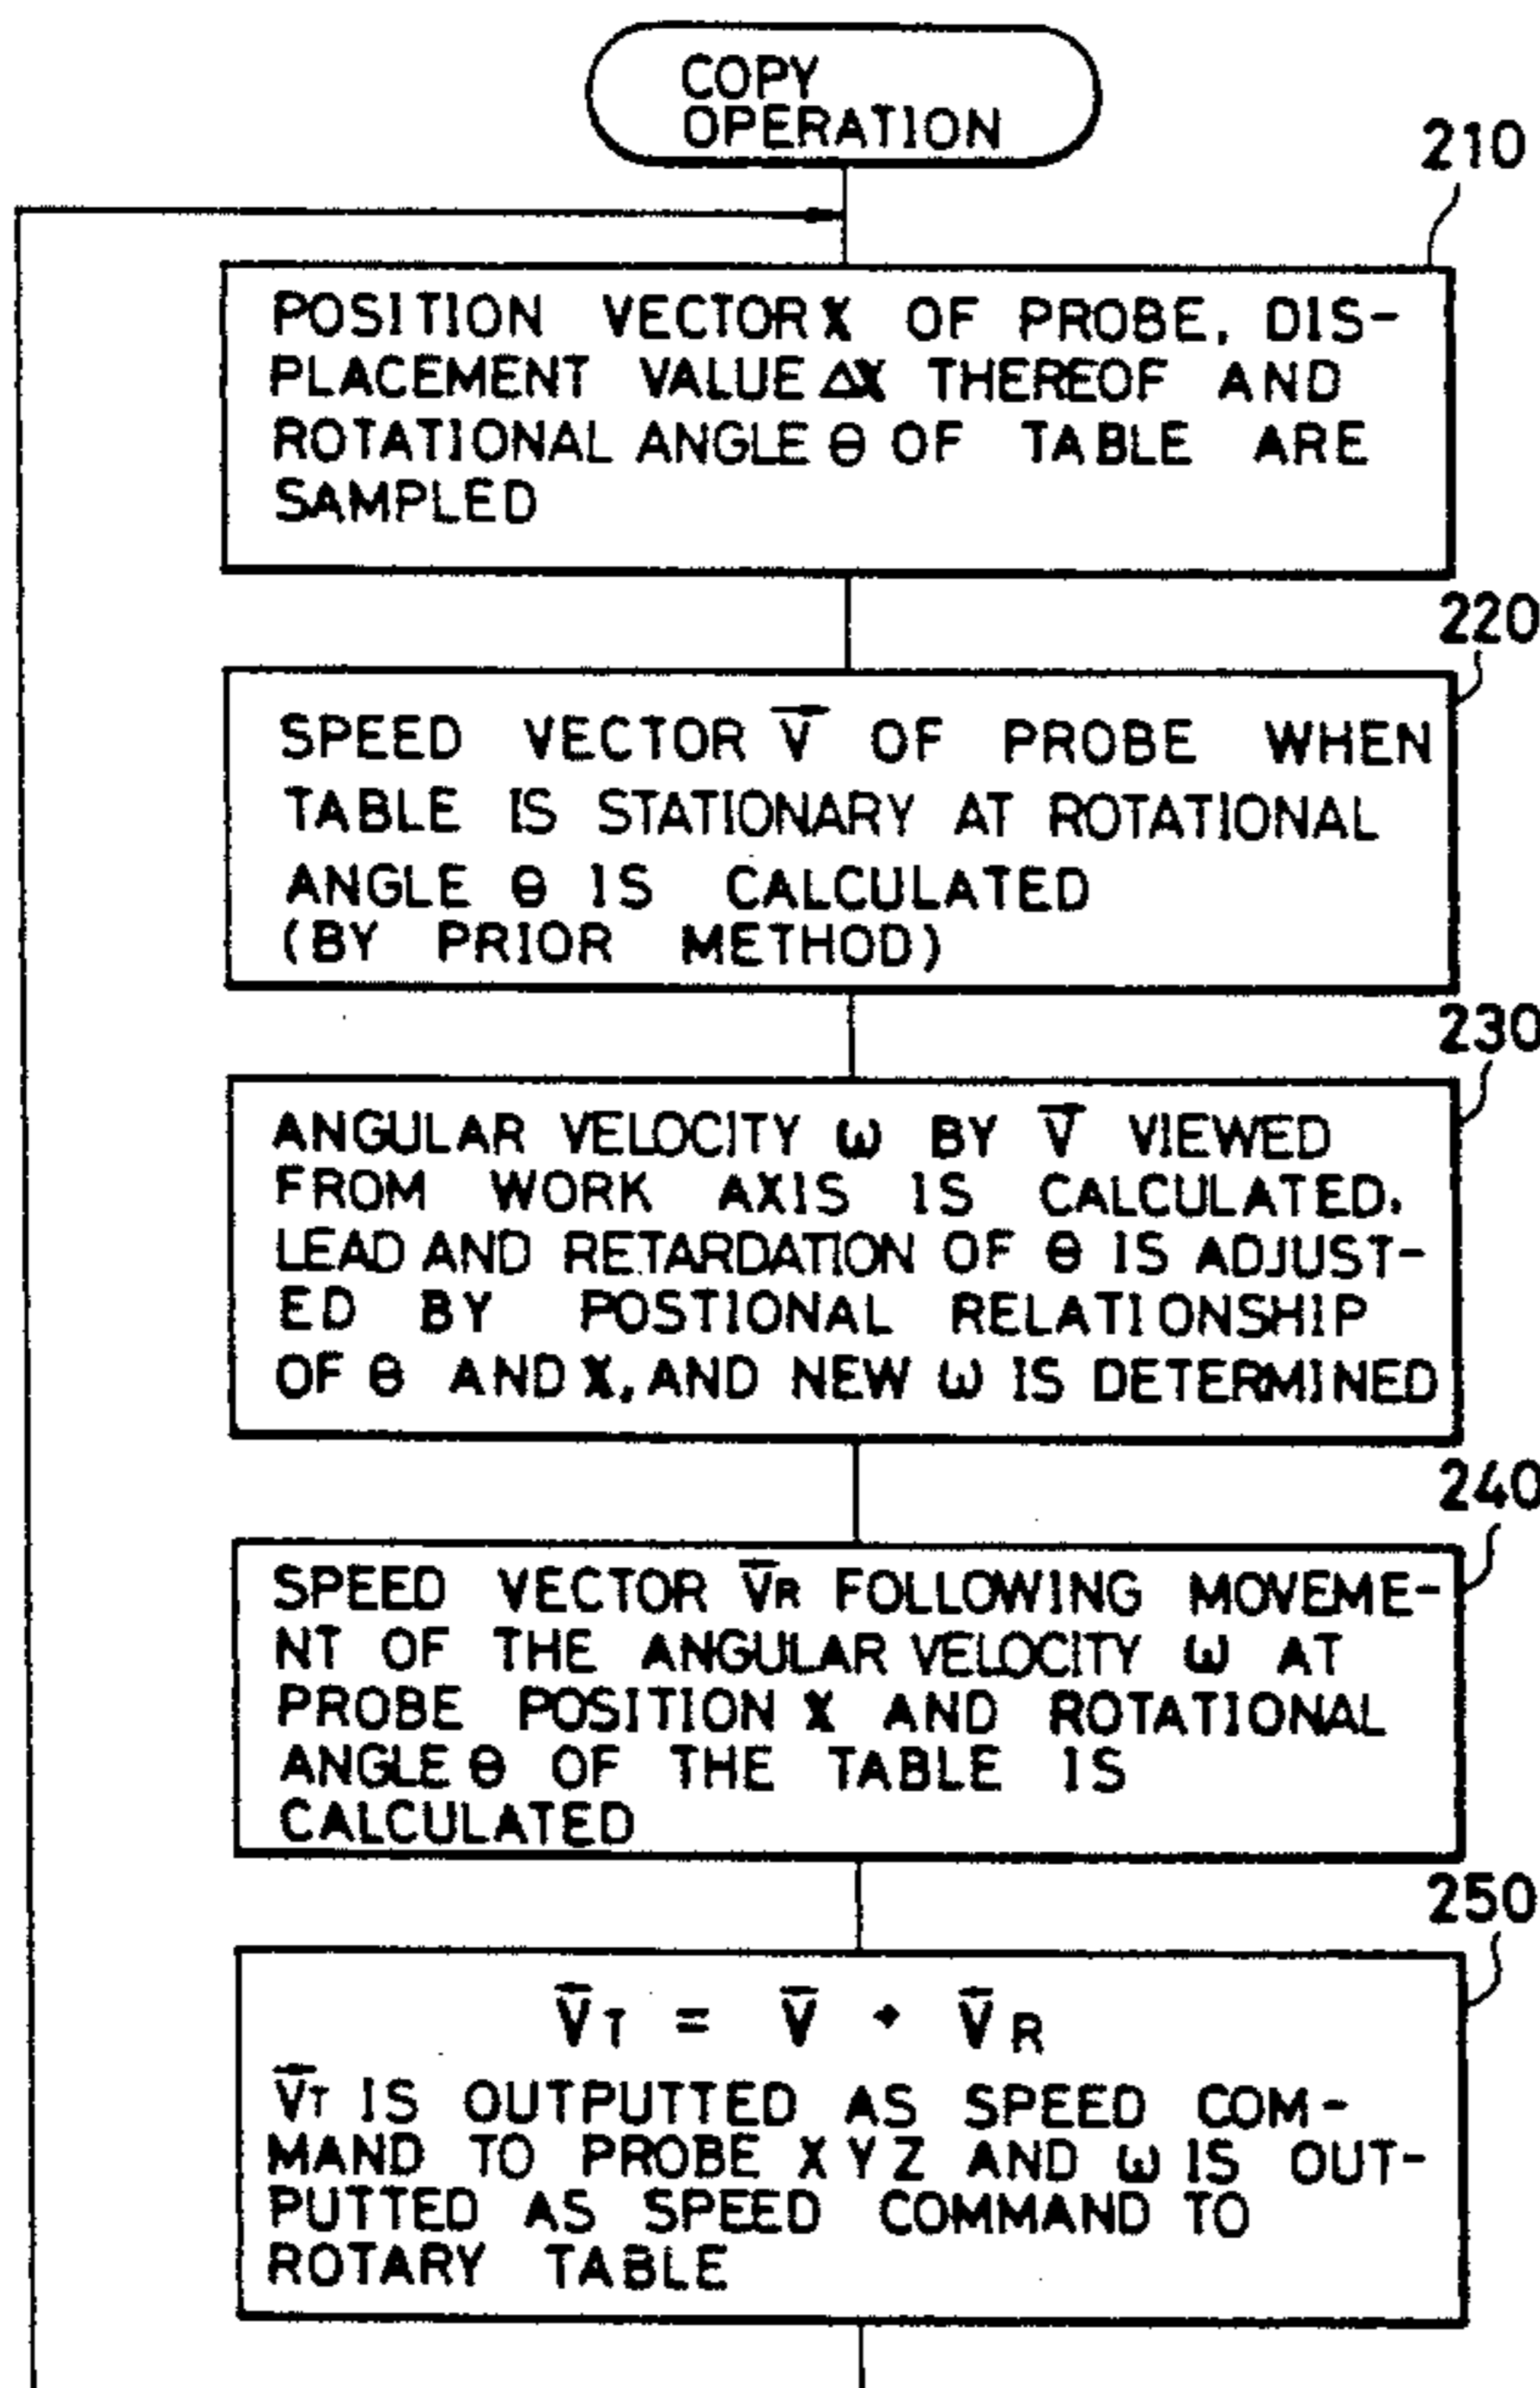 COPY
OPERATION
210
POSITION VECTOR X OF PROBE, DIS-
PLACEMENT VALUE ΔX THEREOF AND
ROTATIONAL ANGLE θ OF TABLE ARE
SAMPLED
220
SPEED VECTOR V⃗ OF PROBE WHEN
TABLE IS STATIONARY AT ROTATIONAL
ANGLE θ IS CALCULATED
(BY PRIOR METHOD)
230
ANGULAR VELOCITY ω BY V⃗ VIEWED
FROM WORK AXIS IS CALCULATED,
LEAD AND RETARDATION OF θ IS ADJUST-
ED BY POSTIONAL RELATIONSHIP
OF θ AND X, AND NEW ω IS DETERMINED
240
SPEED VECTOR V⃗R FOLLOWING MOVEME-
NT OF THE ANGULAR VELOCITY ω AT
PROBE POSITION X AND ROTATIONAL
ANGLE θ OF THE TABLE IS
CALCULATED
250
V⃗T = V⃗ + V⃗R
V⃗T IS OUTPUTTED AS SPEED COM-
MAND TO PROBE XYZ AND ω IS OUT-
PUTTED AS SPEED COMMAND TO
ROTARY TABLE